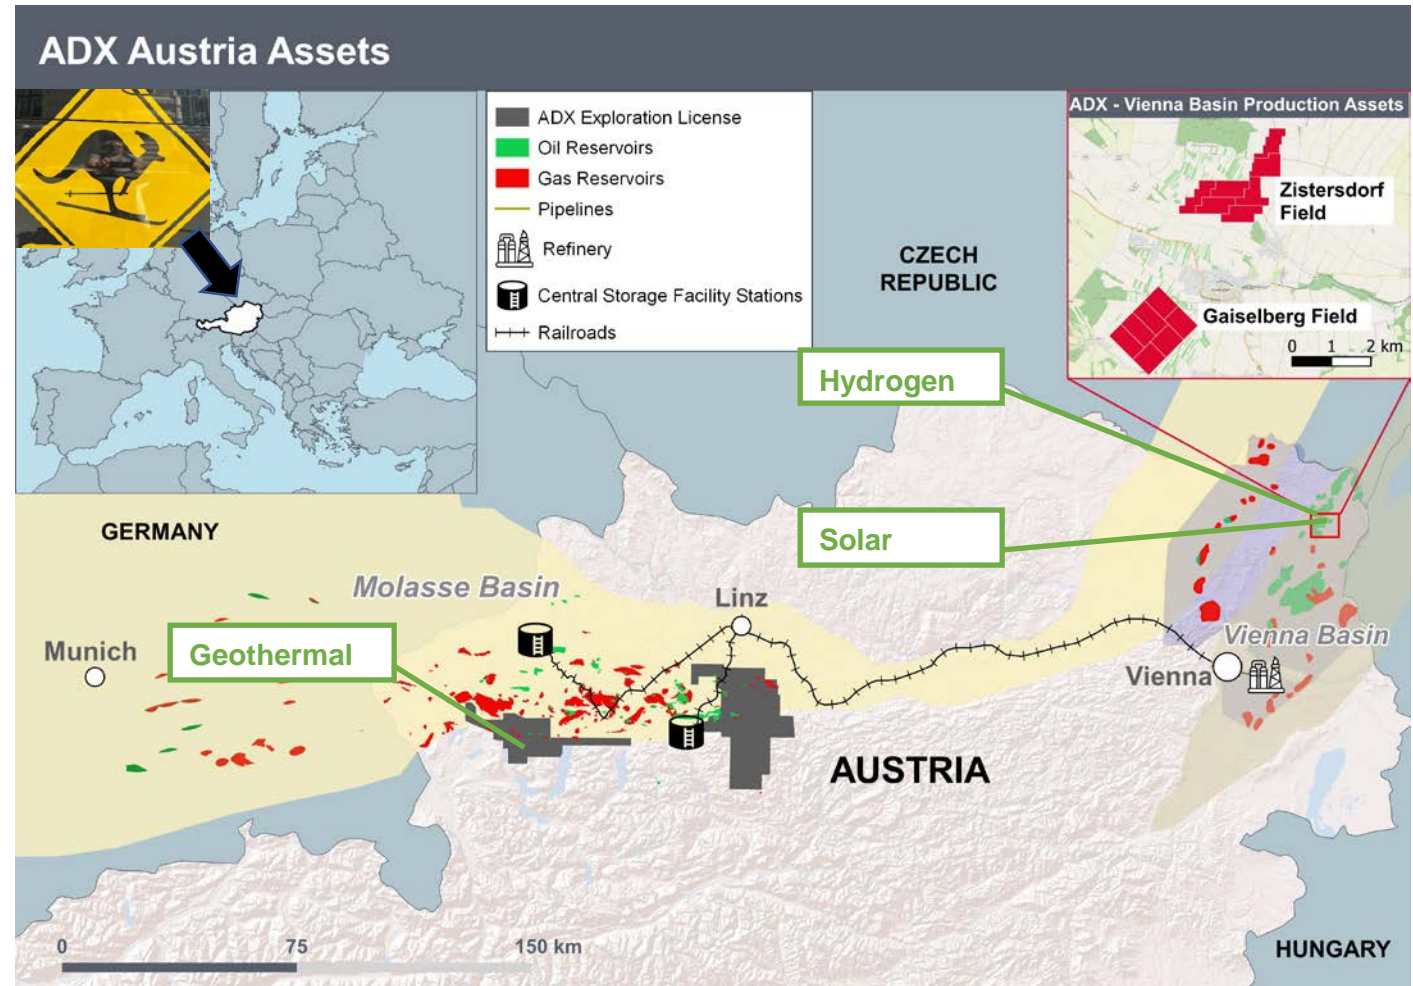 ADX Austria Assets
ADX Exploration License
Oil Reservoirs
Gas Reservoirs
Pipelines
Refinery
Central Storage Facility Stations
Railroads
ADX - Vienna Basin Production Assets
Zistersdorf
Field
Gaiselberg Field
0 1 2 km
CZECH
REPUBLIC
Hydrogen
Solar
GERMANY
Molasse Basin
Linz
Munich
Geothermal
Vienna Basin
Vienna
AUSTRIA
0 75 150 km
HUNGARY